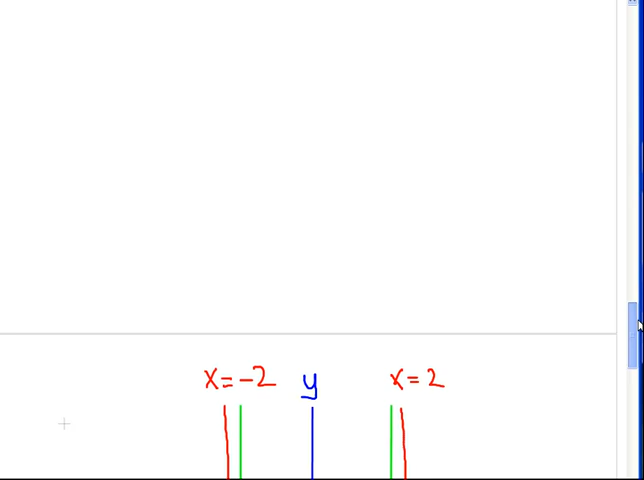 x = -2 y x = 2